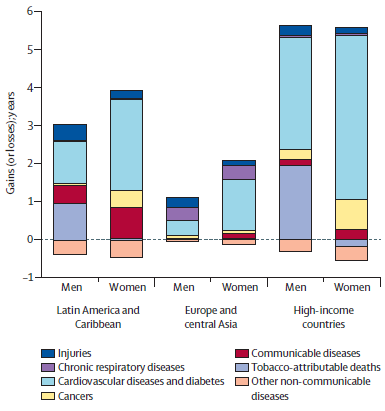 6
5
4
3
2
1
0
–1
Gains (or losses); years
Men Women Men Women Men Women
Latin America and Caribbean
Europe and central Asia
High-income countries
Injuries
Chronic respiratory diseases
Cardiovascular diseases and diabetes
Cancers
Communicable diseases
Tobacco-attributable deaths
Other non-communicable
diseases